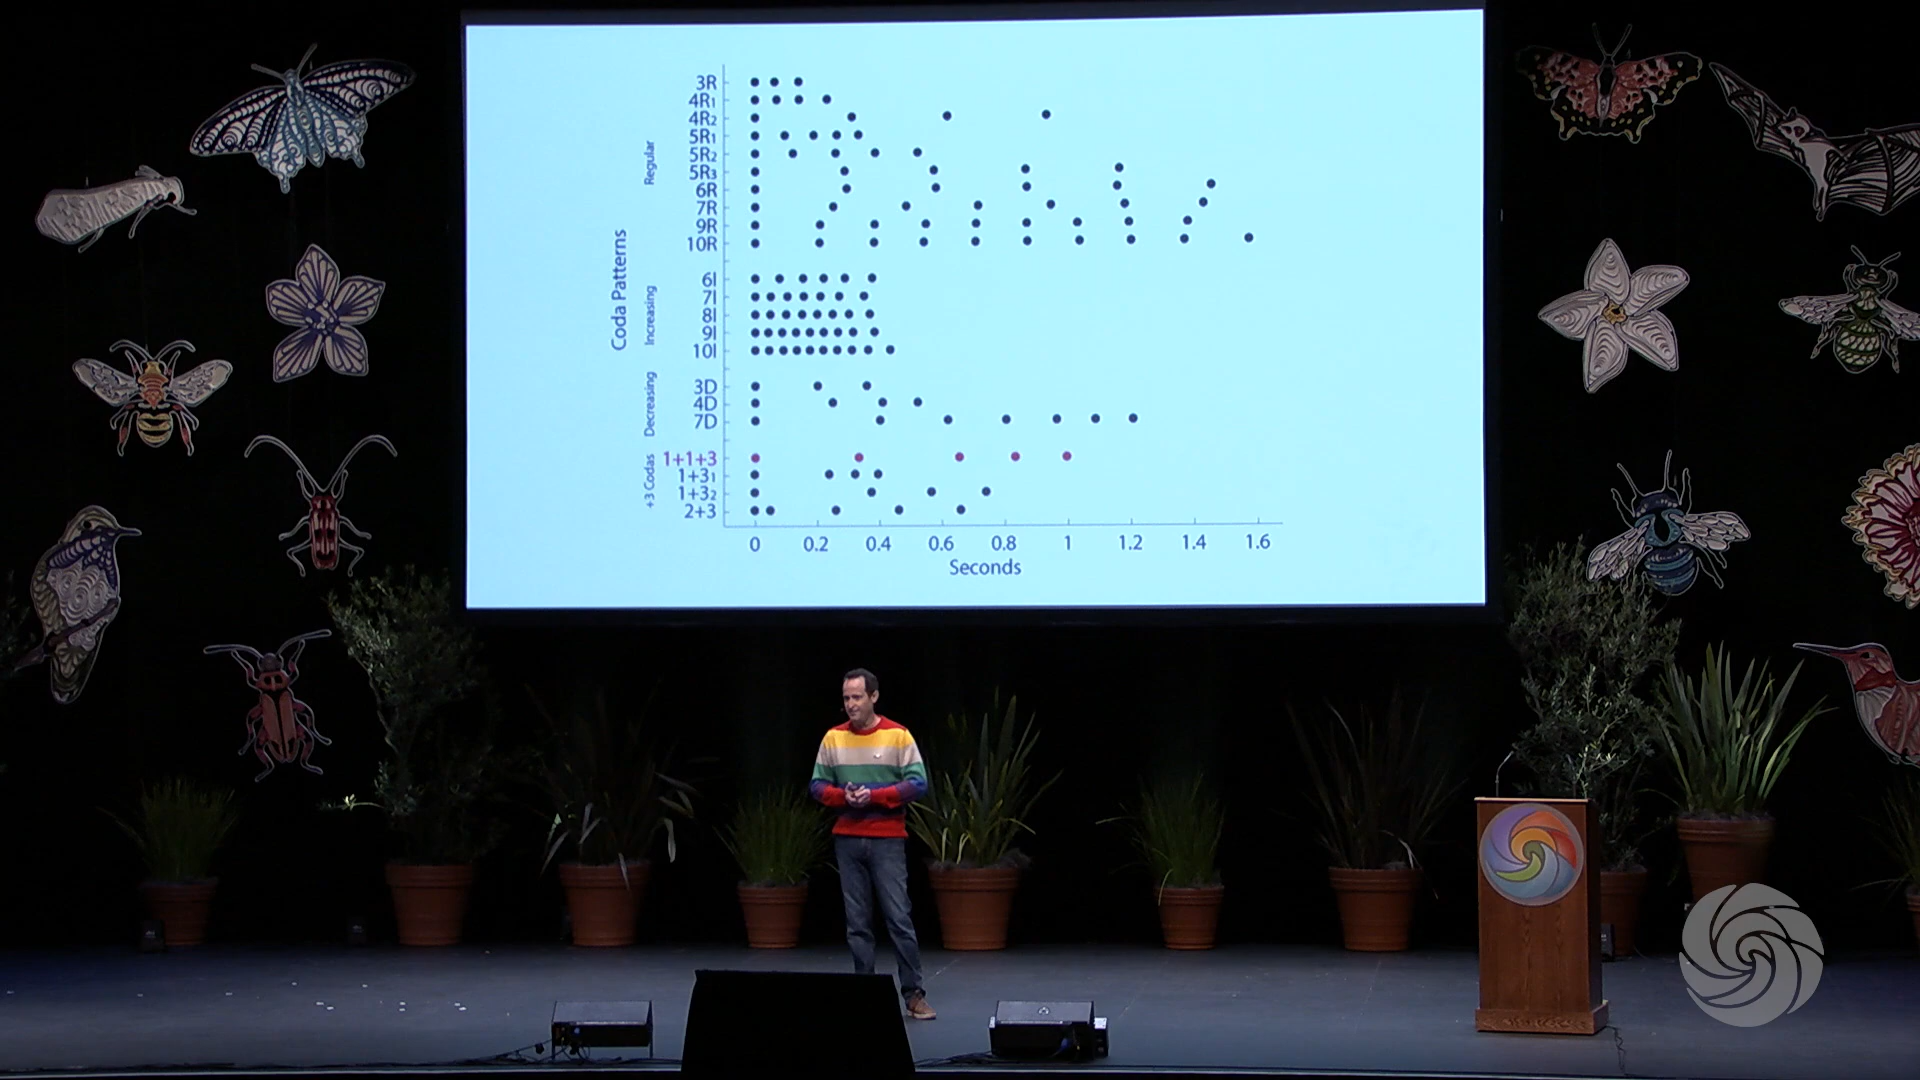 Coda Patterns
Regular
3R
4R1
4R2
5R1
5R2
5R3
6R
7R
9R
10R
Increasing
6I
7I
8I
9I
10I
Decreasing
3D
4D
7D
+3 Codas
1+1+3
1+31
1+32
2+3
0 0.2 0.4 0.6 0.8 1 1.2 1.4 1.6
Seconds